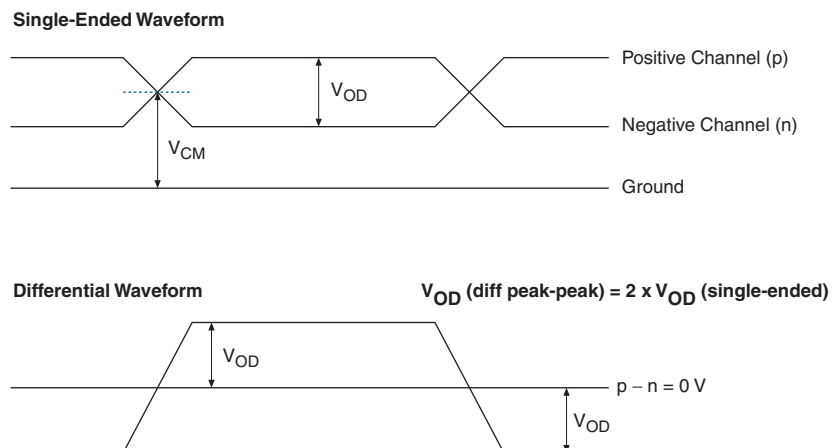 Single-Ended Waveform
Positive Channel (p)
VOD
Negative Channel (n)
VCM
Ground
Differential Waveform
VOD (diff peak-peak) = 2 x VOD (single-ended)
VOD
p – n = 0 V
VOD